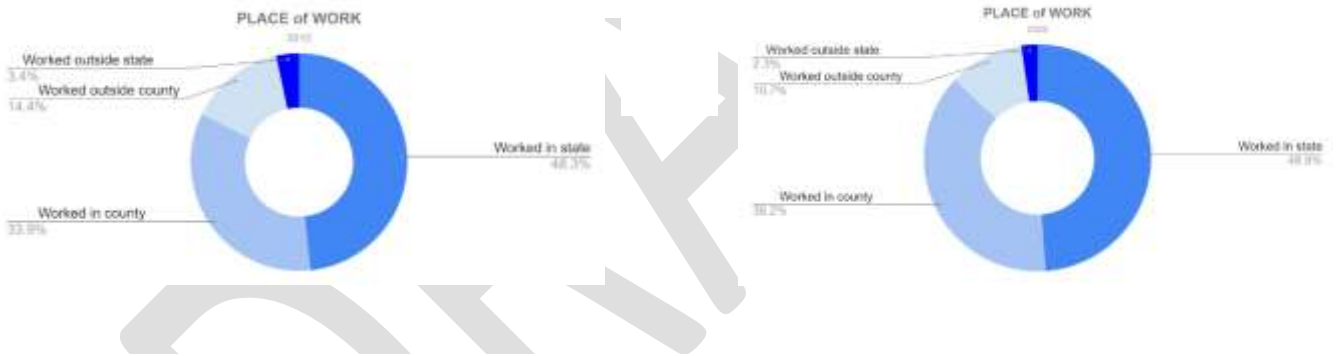 PLACE of WORK
Worked outside state
3.4%
Worked outside county
14.4%
Worked in state
48.3%
Worked in county
33.9%
PLACE of WORK
Worked outside state
2.3%
Worked outside county
10.7%
Worked in state
48.8%
Worked in county
38.2%